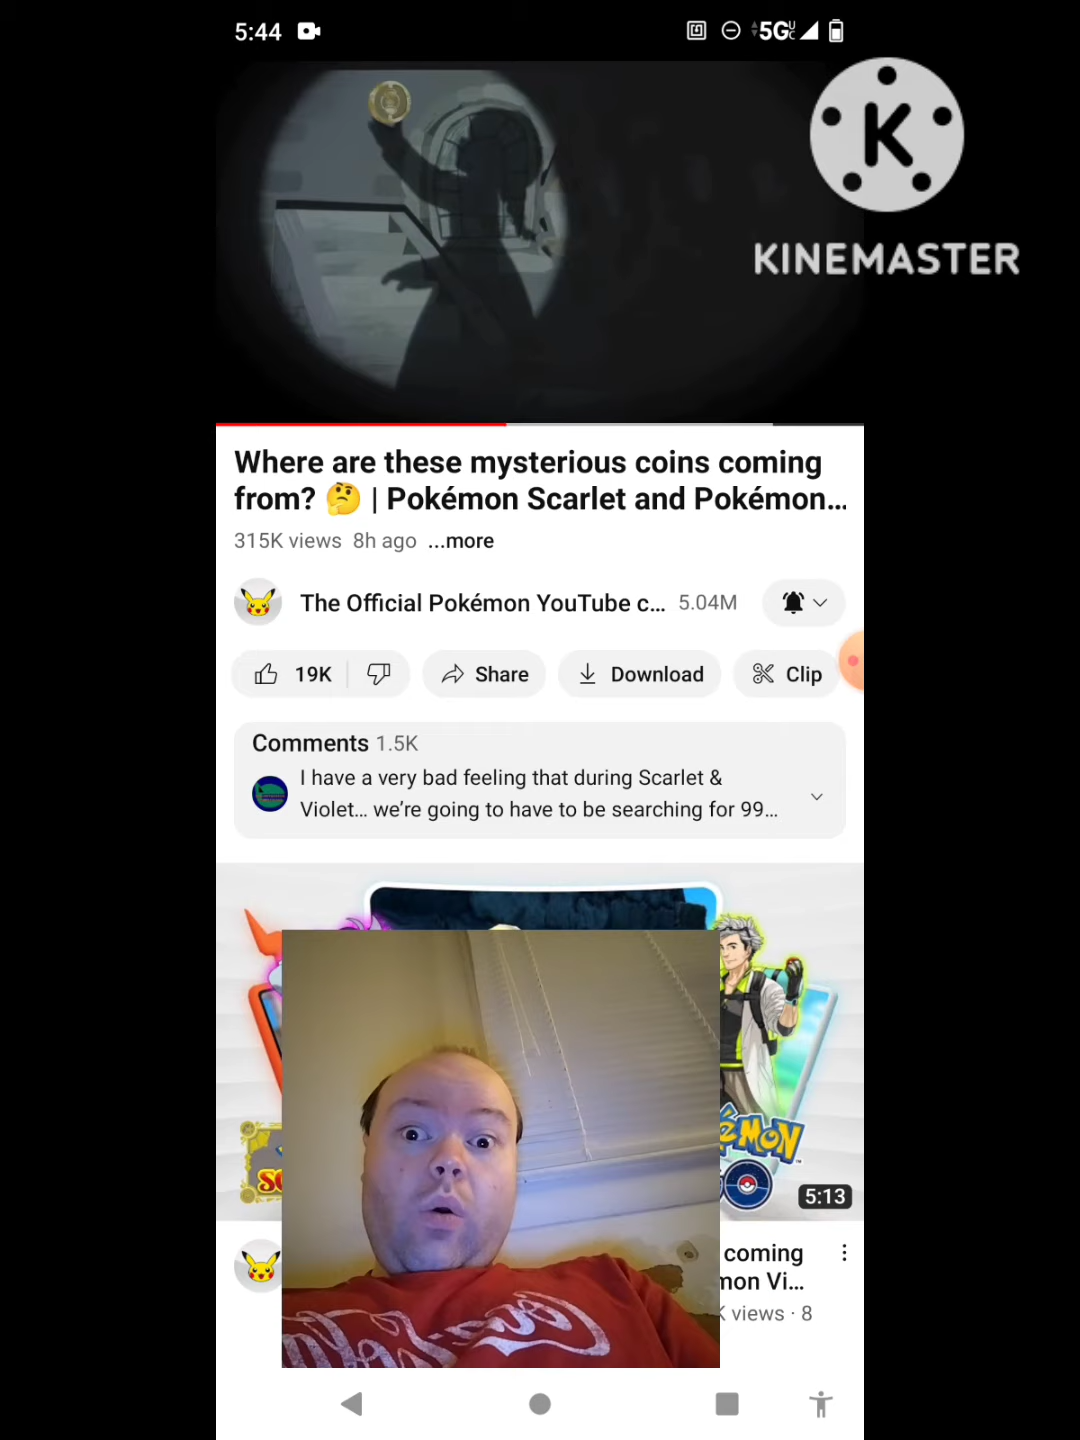 5:44
5G UC
K
KINEMASTER
Where are these mysterious coins coming
from? 🤔 | Pokémon Scarlet and Pokémon...
315K views 8h ago ...more
The Official Pokémon YouTube c... 5.04M
19K
Share
Download
Clip
Comments 1.5K
I have a very bad feeling that during Scarlet &
Violet... we're going to have to be searching for 99...
5:13
coming
views · 8